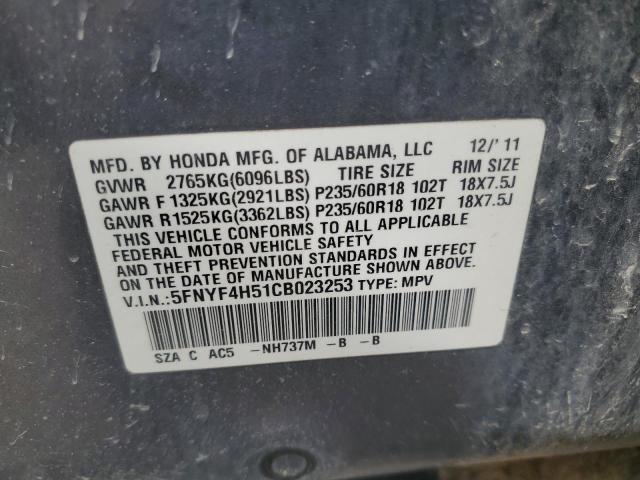 MFD. BY HONDA MFG. OF ALABAMA, LLC 12/'11
GVWR 2765KG(6096LBS) TIRE SIZE RIM SIZE
GAWR F 1325KG(2921LBS) P235/60R18 102T 18X7.5J
GAWR R1525KG(3362LBS) P235/60R18 102T 18X7.5J
THIS VEHICLE CONFORMS TO ALL APPLICABLE
FEDERAL MOTOR VEHICLE SAFETY
AND THEFT PREVENTION STANDARDS IN EFFECT
ON THE DATE OF MANUFACTURE SHOWN ABOVE.
V.I.N.:5FNYF4H51CB023253 TYPE: MPV
SZA C AC5 -NH737M -B -B